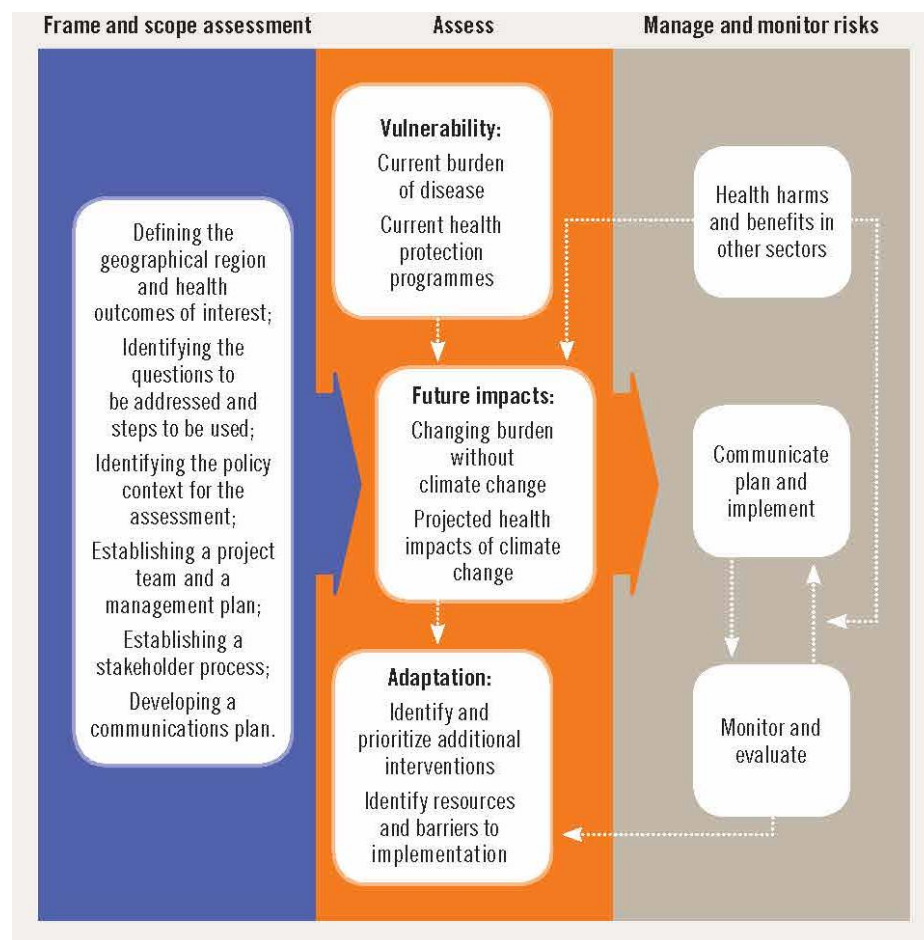 Frame and scope assessment
Assess
Manage and monitor risks
Defining the
geographical region
and health
outcomes of interest;
Identifying the
questions to
be addressed and
steps to be used;
Identifying the policy
context for the
assessment;
Establishing a project
team and a
management plan;
Establishing a
stakeholder process;
Developing a
communications plan.
Vulnerability:
Current burden
of disease
Current health
protection
programmes
Future impacts:
Changing burden
without
climate change
Projected health
impacts of climate
change
Adaptation:
Identify and
prioritize additional
interventions
Identify resources
and barriers to
implementation
Health harms
and benefits in
other sectors
Communicate
plan and
implement
Monitor and
evaluate